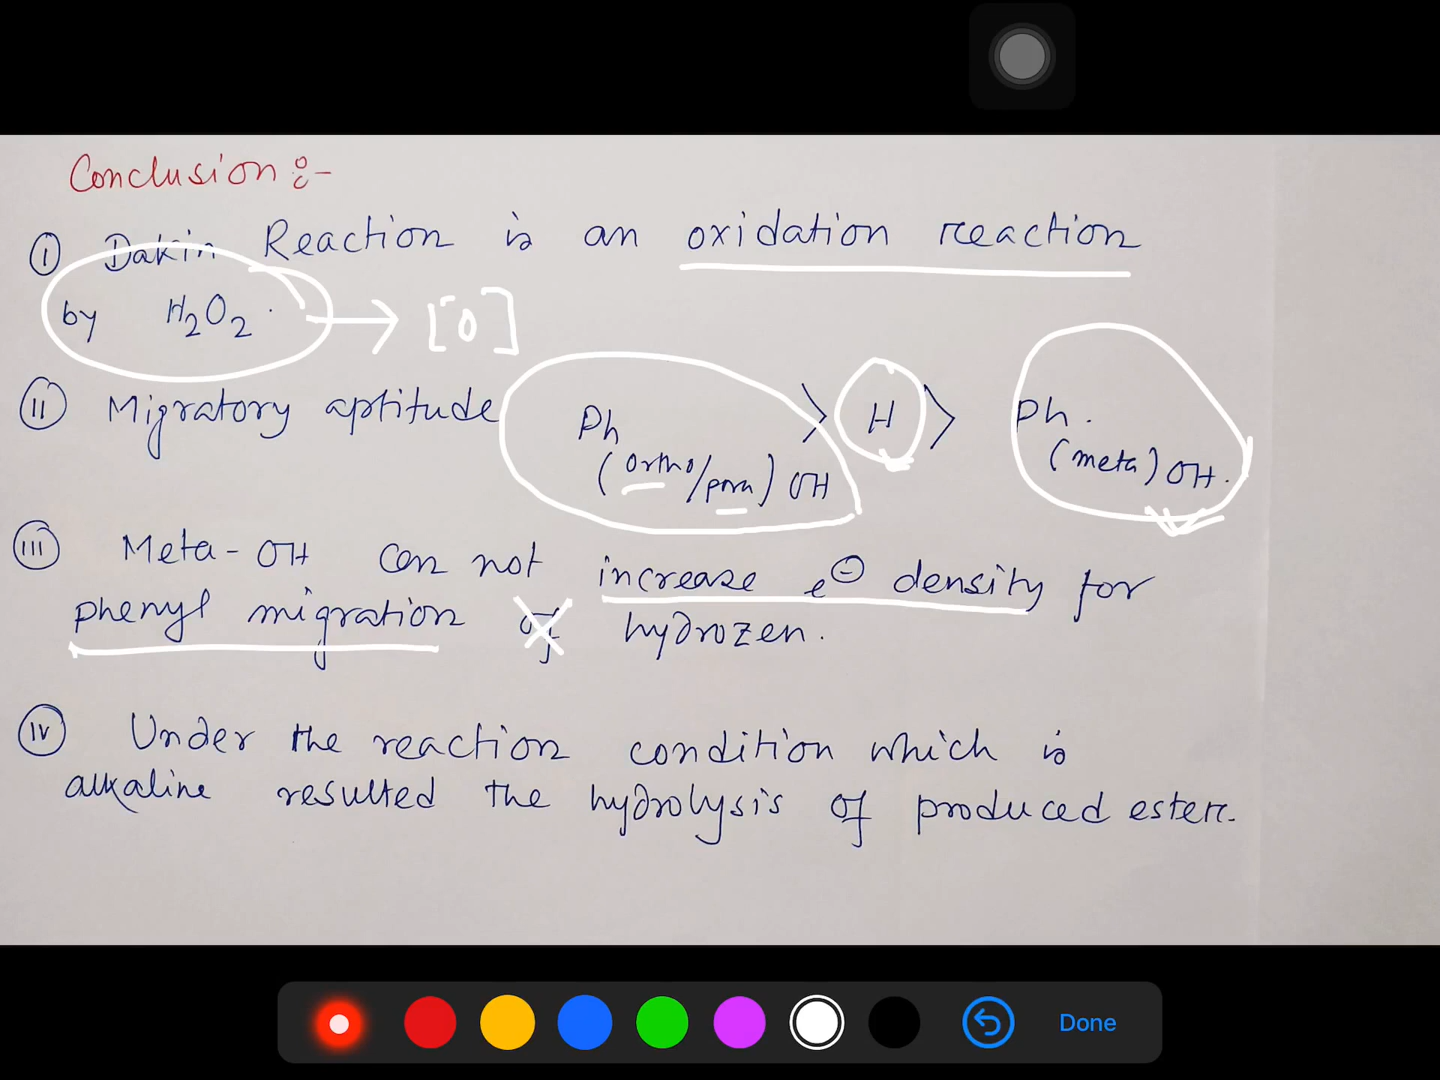 Conclusion :-
(I) Dakin Reaction is an oxidation reaction
by H2O2. → [O]
(II) Migratory aptitude Ph (ortho/para) OH > H > Ph. (meta) OH.
(III) Meta-OH can not increase e⊖ density for
phenyl migration of hydrozen.
(IV) Under the reaction condition which is
alkaline resulted the hydrolysis of produced ester.
Done